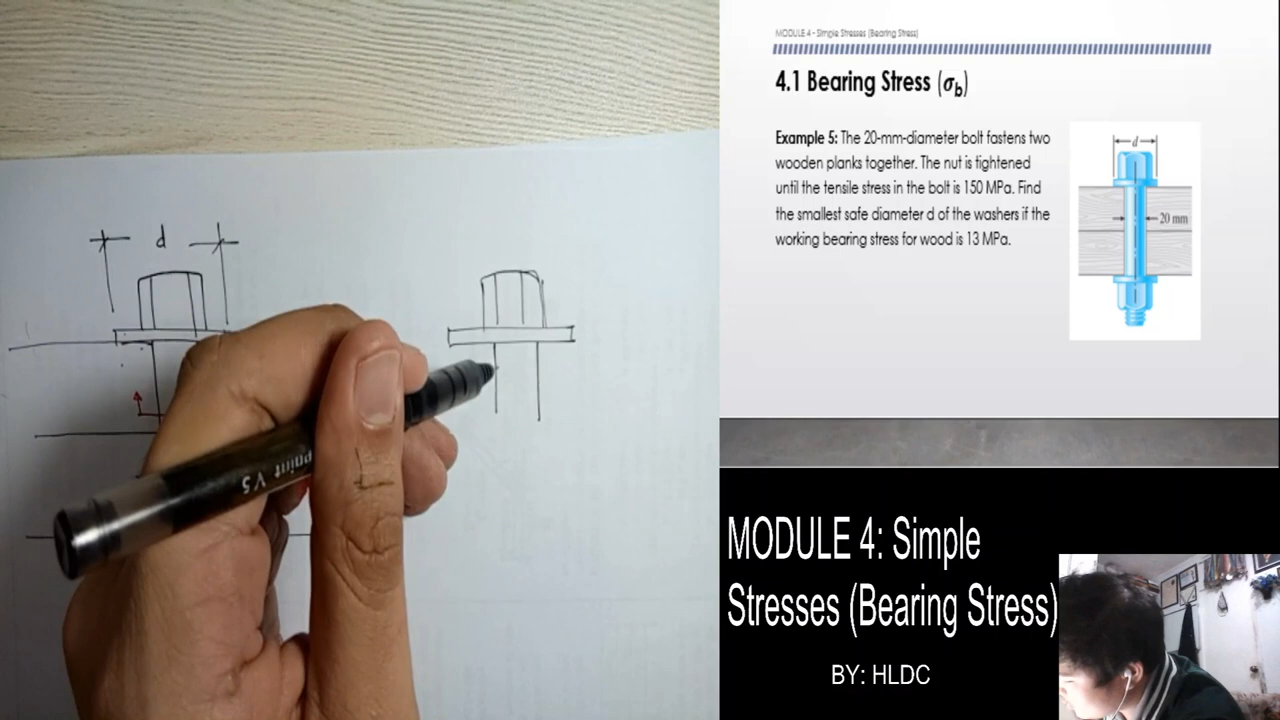 d
point V5
MODULE 4 - Simple Stresses (Bearing Stress)
4.1 Bearing Stress (σb)
Example 5: The 20-mm-diameter bolt fastens two
wooden planks together. The nut is tightened
until the tensile stress in the bolt is 150 MPa. Find
the smallest safe diameter d of the washers if the
working bearing stress for wood is 13 MPa.
d
20 mm
MODULE 4: Simple
Stresses (Bearing Stress)
BY: HLDC